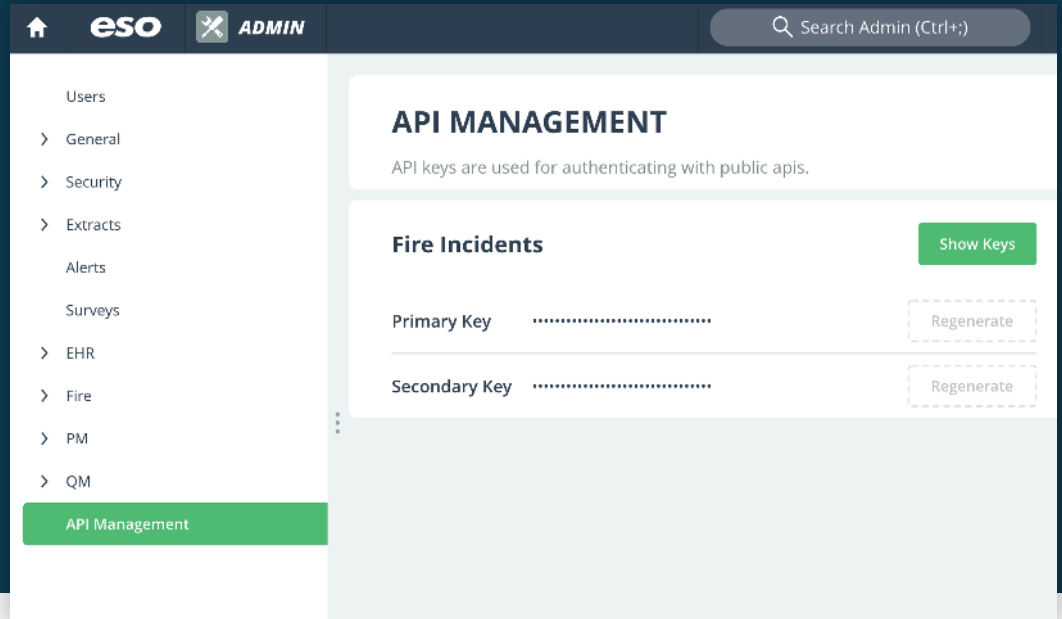 eso ADMIN Search Admin (Ctrl+;)
Users
General
Security
Extracts
Alerts
Surveys
EHR
Fire
PM
QM
API Management
API MANAGEMENT
API keys are used for authenticating with public apis.
Fire Incidents Show Keys
Primary Key ································ Regenerate
Secondary Key ································ Regenerate